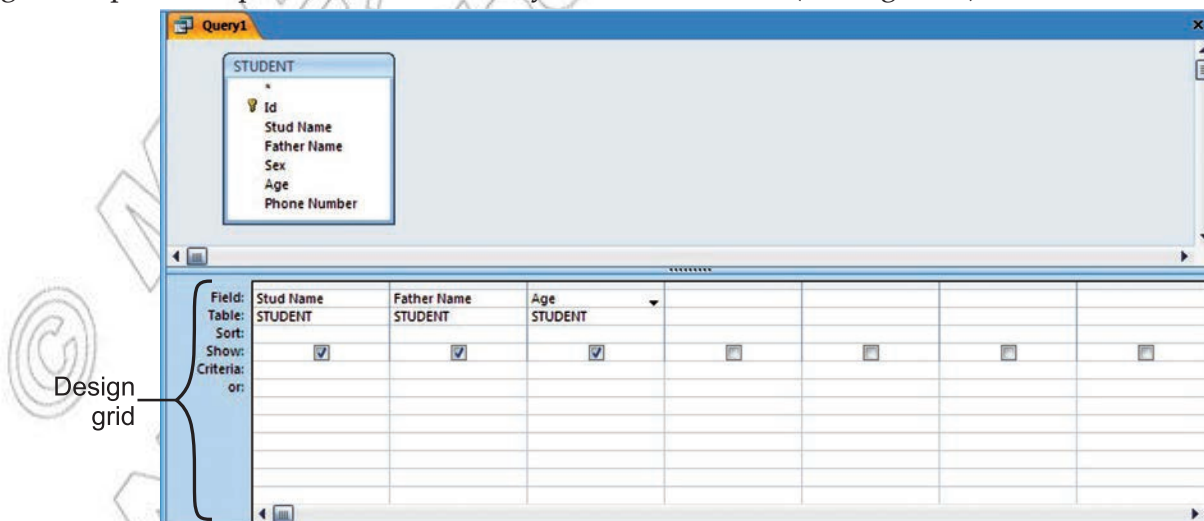 Query1
STUDENT
*
Id
Stud Name
Father Name
Sex
Age
Phone Number
Field: Stud Name Father Name Age
Table: STUDENT STUDENT STUDENT
Sort:
Show:
Criteria:
or:
Design
grid